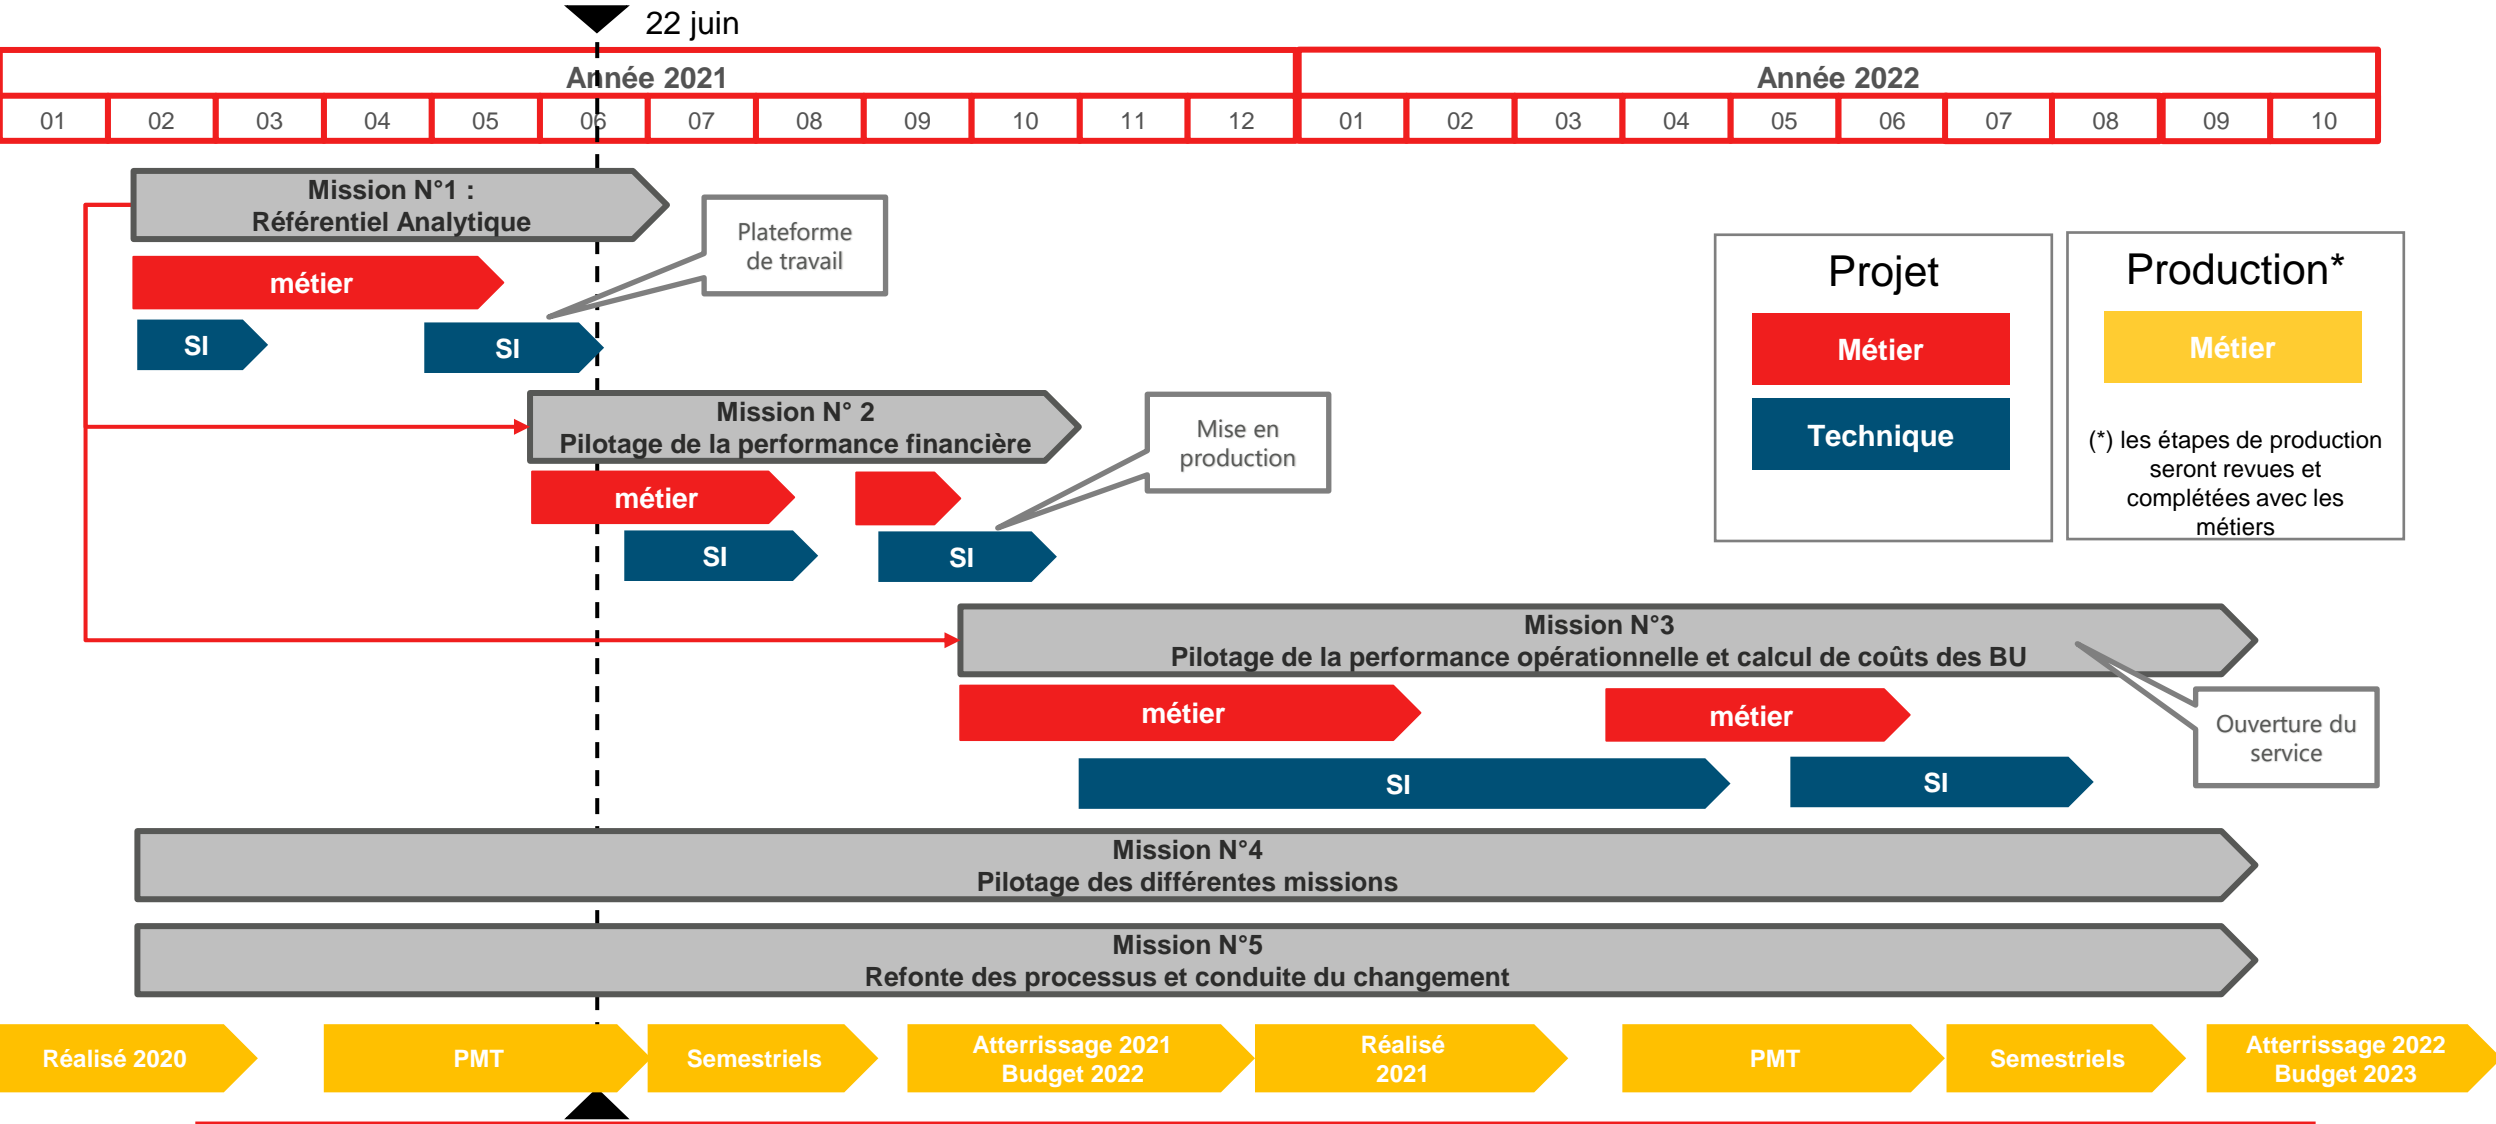 22 juin
Année 2021
Année 2022
01 02 03 04 05 06 07 08 09 10 11 12 01 02 03 04 05 06 07 08 09 10
Mission N°1 :
Référentiel Analytique
Plateforme
de travail
métier
SI
SI
Projet
Métier
Technique
Production*
Métier
(*) les étapes de production
seront revues et
complétées avec les
métiers
Mission N° 2
Pilotage de la performance financière
Mise en
production
métier
SI
SI
Mission N°3
Pilotage de la performance opérationnelle et calcul de coûts des BU
métier
métier
Ouverture du
service
SI
SI
Mission N°4
Pilotage des différentes missions
Mission N°5
Refonte des processus et conduite du changement
Réalisé 2020
PMT
Semestriels
Atterrissage 2021
Budget 2022
Réalisé
2021
PMT
Semestriels
Atterrissage 2022
Budget 2023